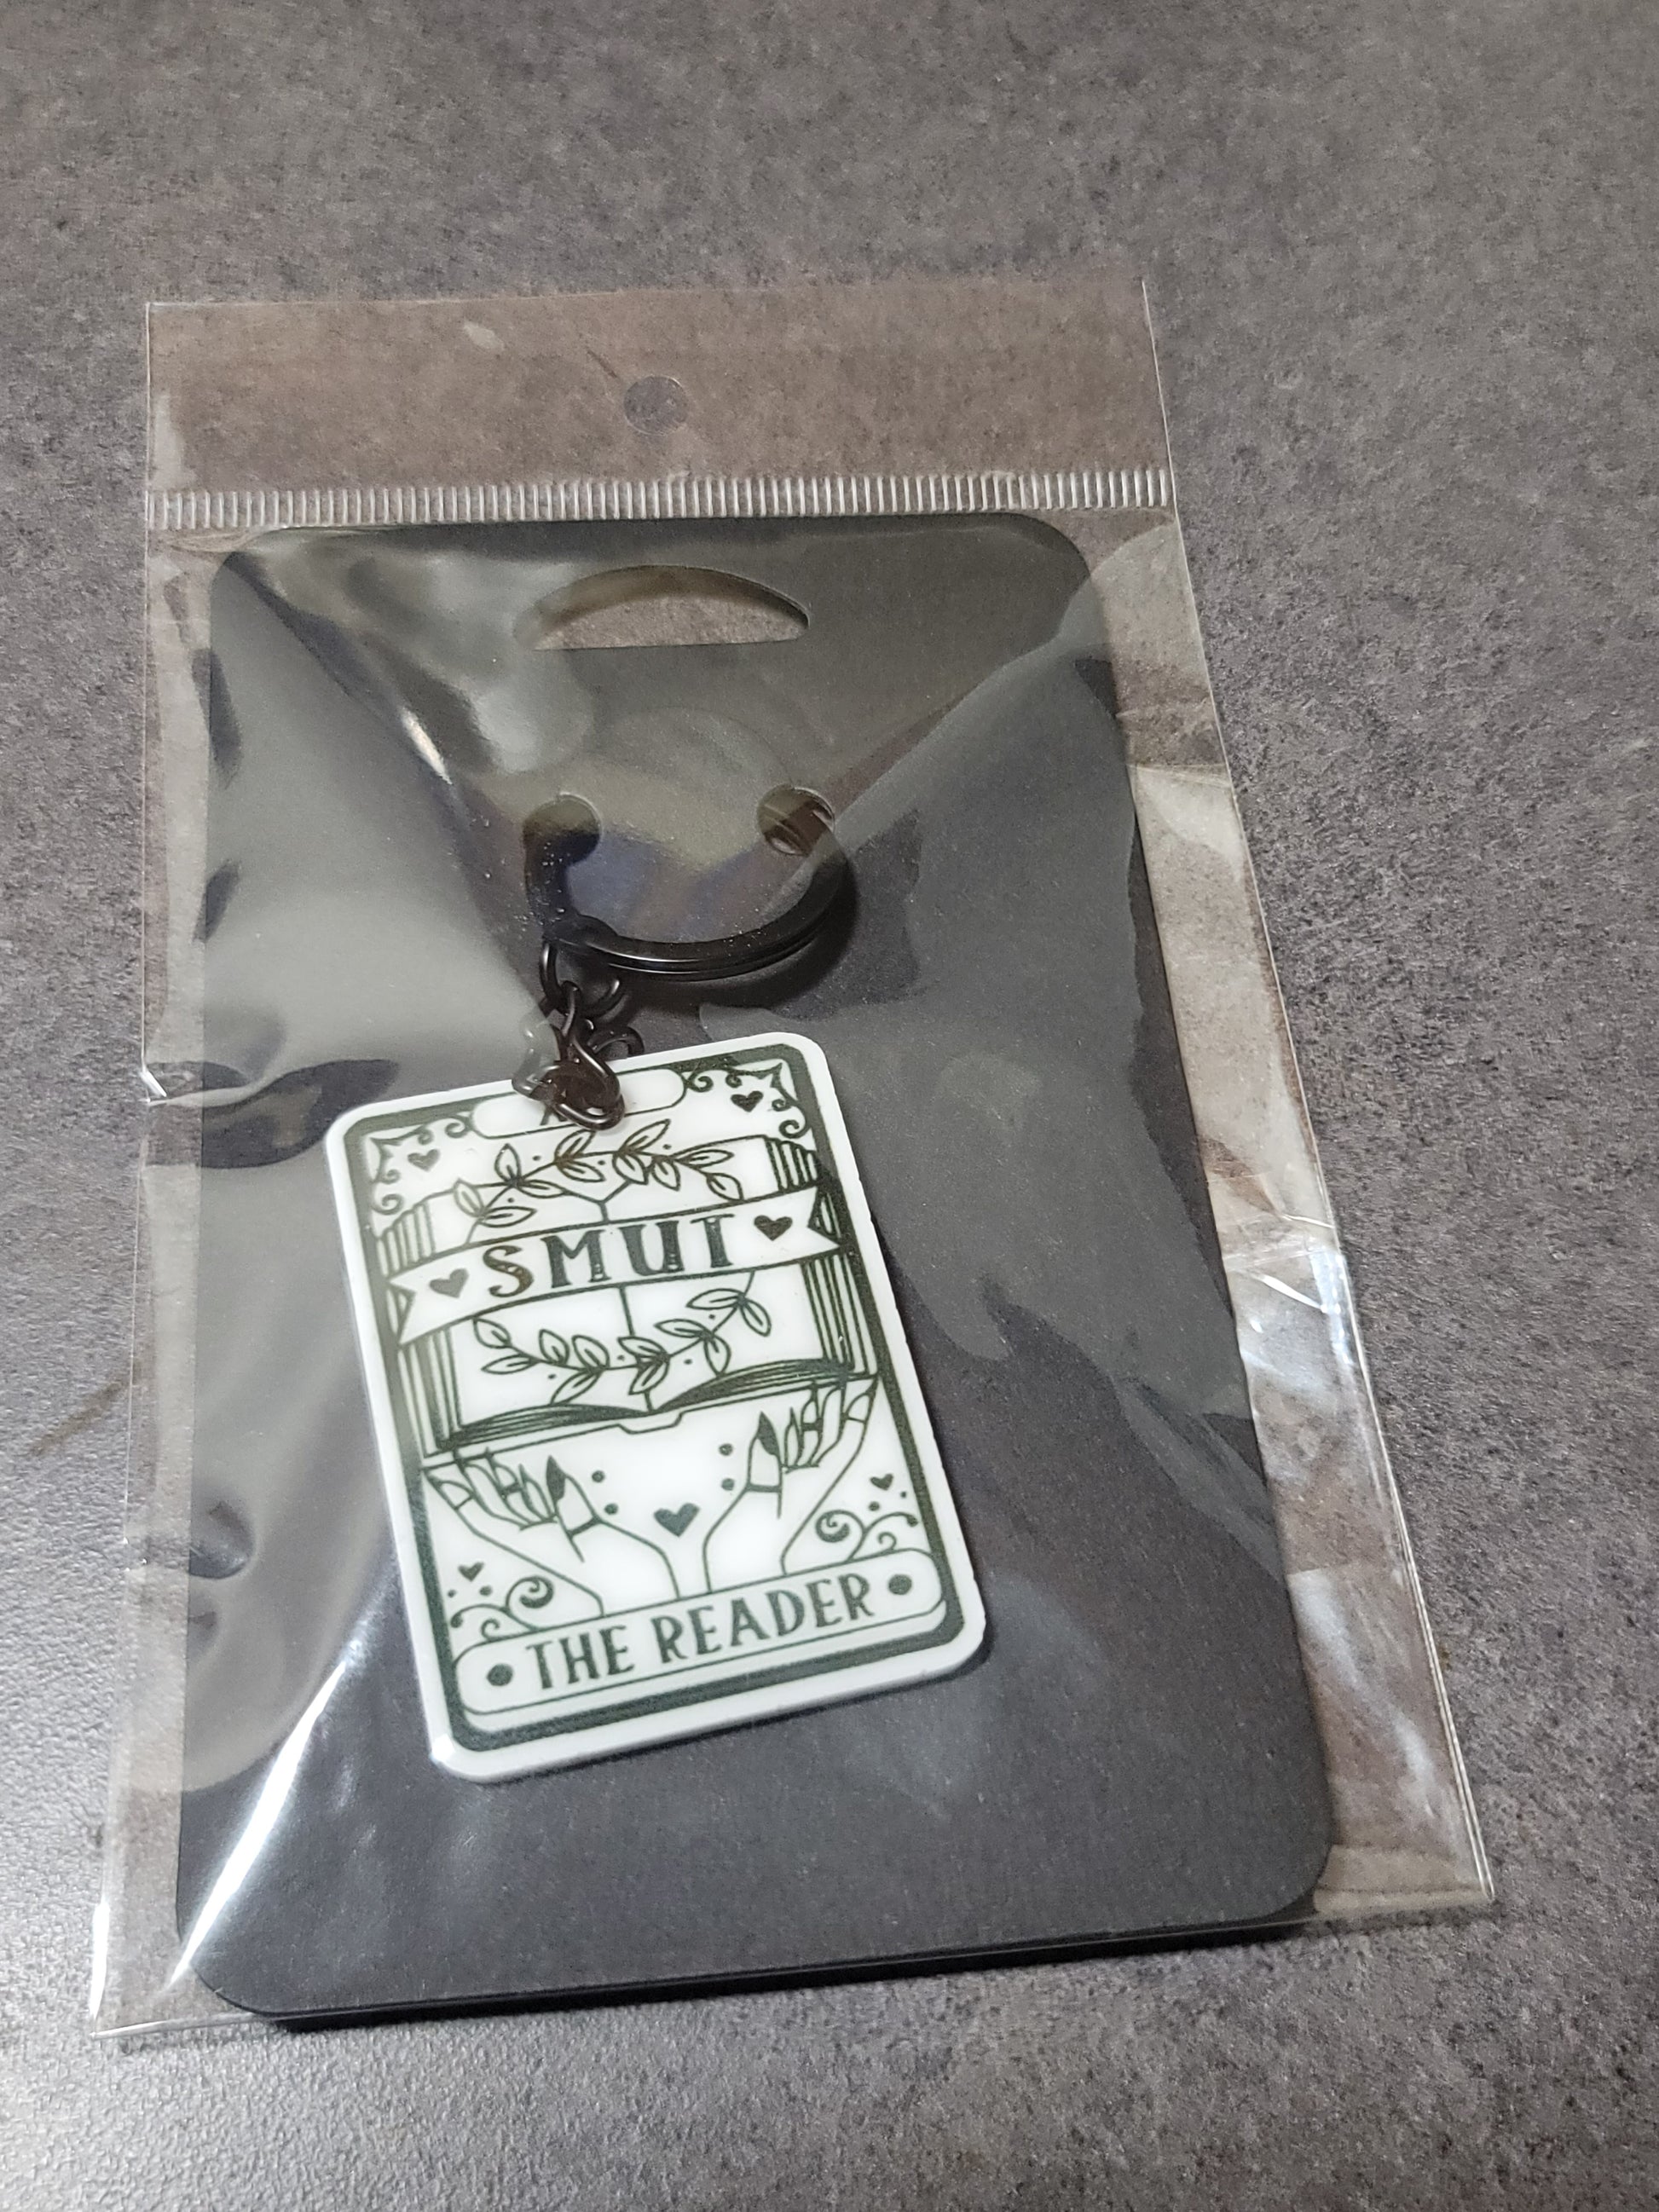 SMUT
THE READER